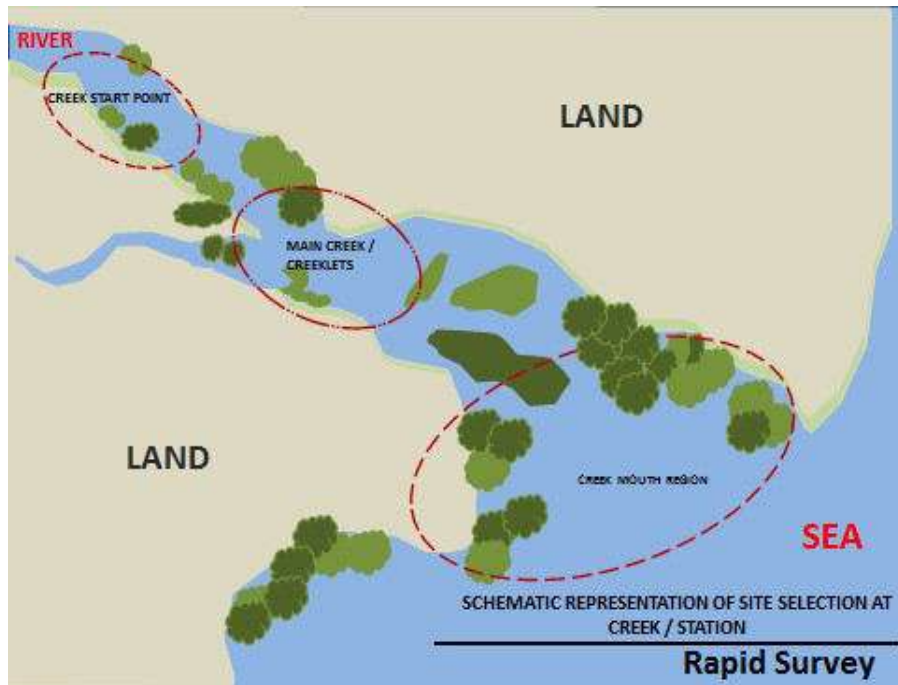 RIVER
CREEK START POINT
LAND
MAIN CREEK /
CREEKLETS
LAND
CREEK MOUTH REGION
SEA
SCHEMATIC REPRESENTATION OF SITE SELECTION AT
CREEK / STATION
Rapid Survey